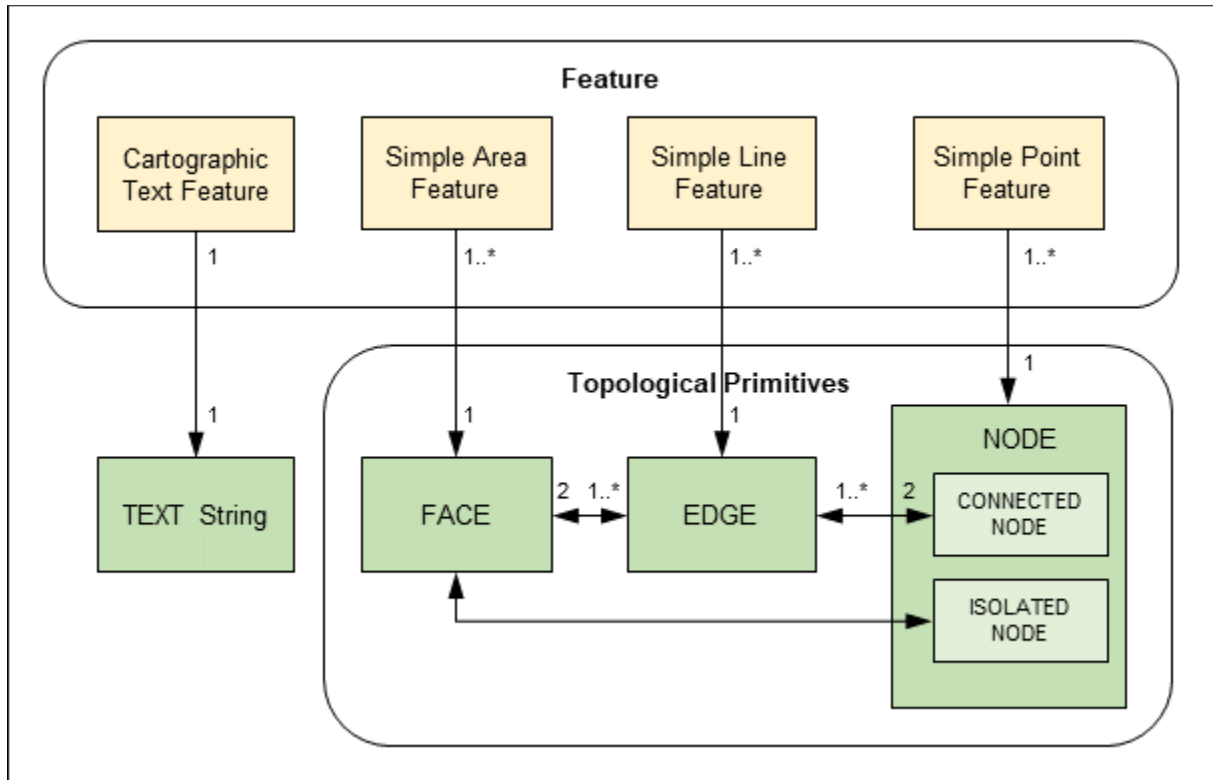 Feature
Cartographic
Text Feature
Simple Area
Feature
Simple Line
Feature
Simple Point
Feature
1
1..*
1..*
1..*
Topological Primitives
1
1
1
1
NODE
TEXT String
FACE
2
1..*
EDGE
1..*
2
CONNECTED
NODE
ISOLATED
NODE